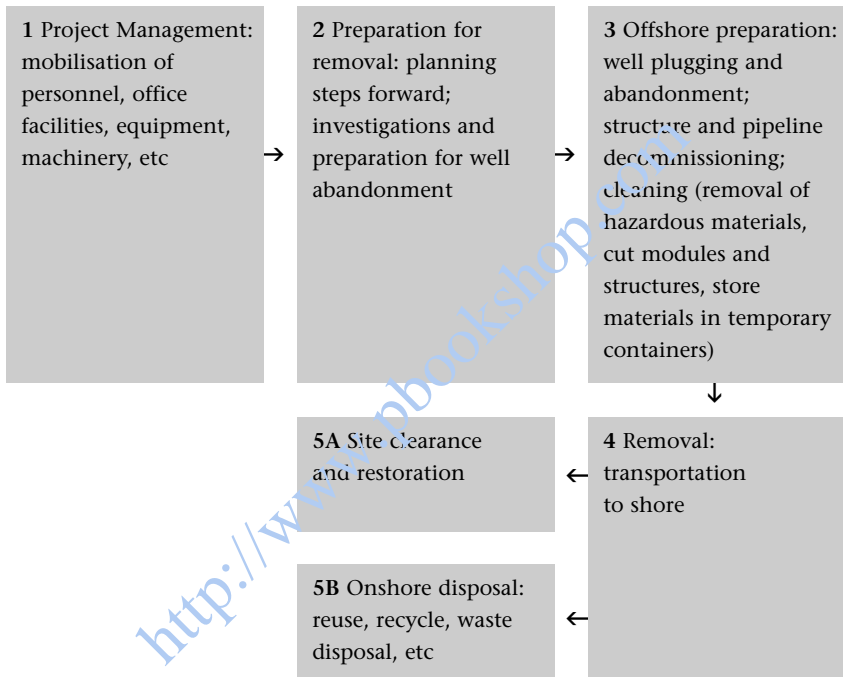 1 Project Management:
mobilisation of
personnel, office
facilities, equipment,
machinery, etc
→
2 Preparation for
removal: planning
steps forward;
investigations and
preparation for well
abandonment
→
3 Offshore preparation:
well plugging and
abandonment;
structure and pipeline
decommissioning;
cleaning (removal of
hazardous materials,
cut modules and
structures, store
materials in temporary
containers)
↓
4 Removal:
transportation
to shore
←
5A Site clearance
and restoration
←
5B Onshore disposal:
reuse, recycle, waste
disposal, etc
http://www.pbookshop.com